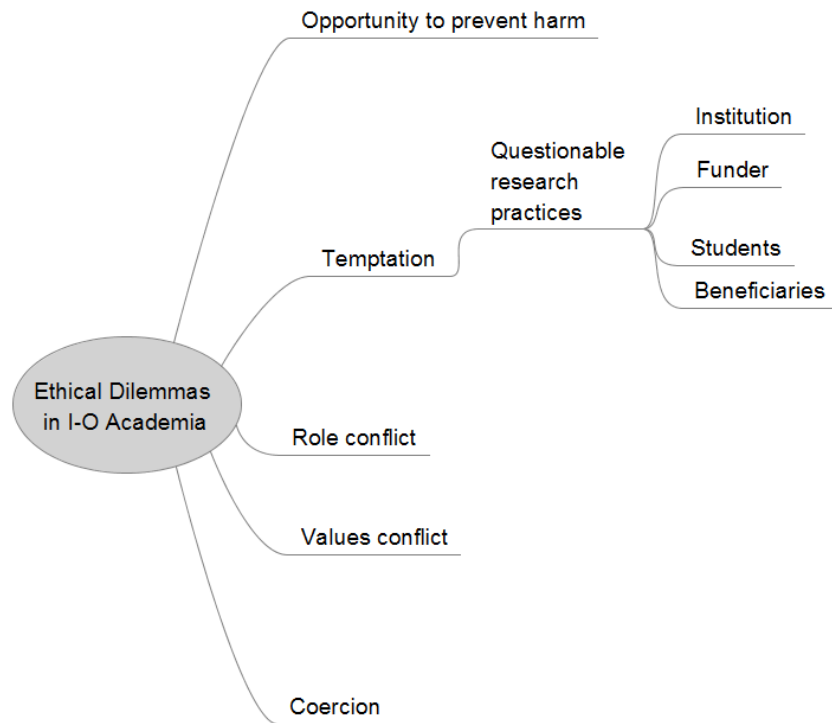 Opportunity to prevent harm
Institution
Questionable
research
practices
Funder
Temptation
Students
Beneficiaries
Ethical Dilemmas
in I-O Academia
Role conflict
Values conflict
Coercion